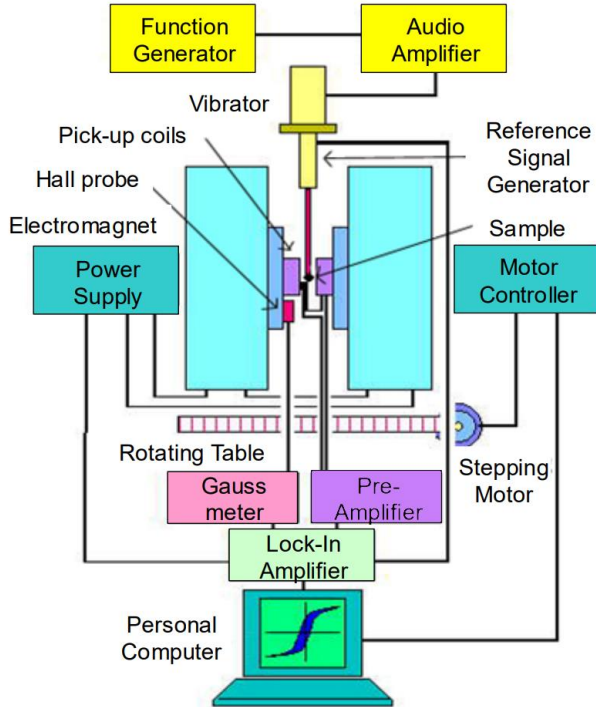 Function
Generator
Audio
Amplifier
Vibrator
Pick-up coils
Hall probe
Electromagnet
Reference
Signal
Generator
Sample
Power
Supply
Motor
Controller
Rotating Table
Stepping
Motor
Gauss
meter
Pre-
Amplifier
Lock-In
Amplifier
Personal
Computer